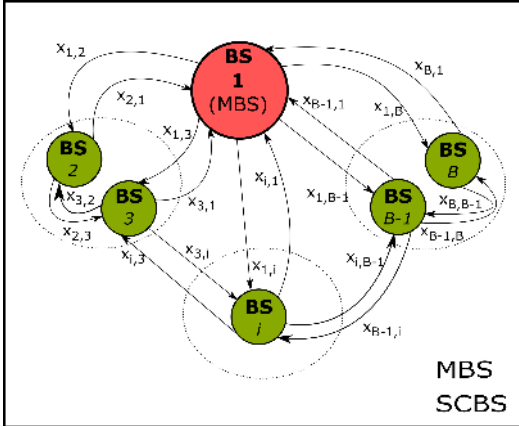 BS
1
(MBS)
x1,2
x2,1
x1,3
x3,1
xB,1
x1,B
xB-1,1
x1,B-1
BS
2
BS
3
BS
B
BS
B-1
x3,2
x2,3
xi,3
x3,i
xi,1
x1,i
xB,B-1
xB-1,B
xi,B-1
xB-1,i
BS
i
MBS
SCBS